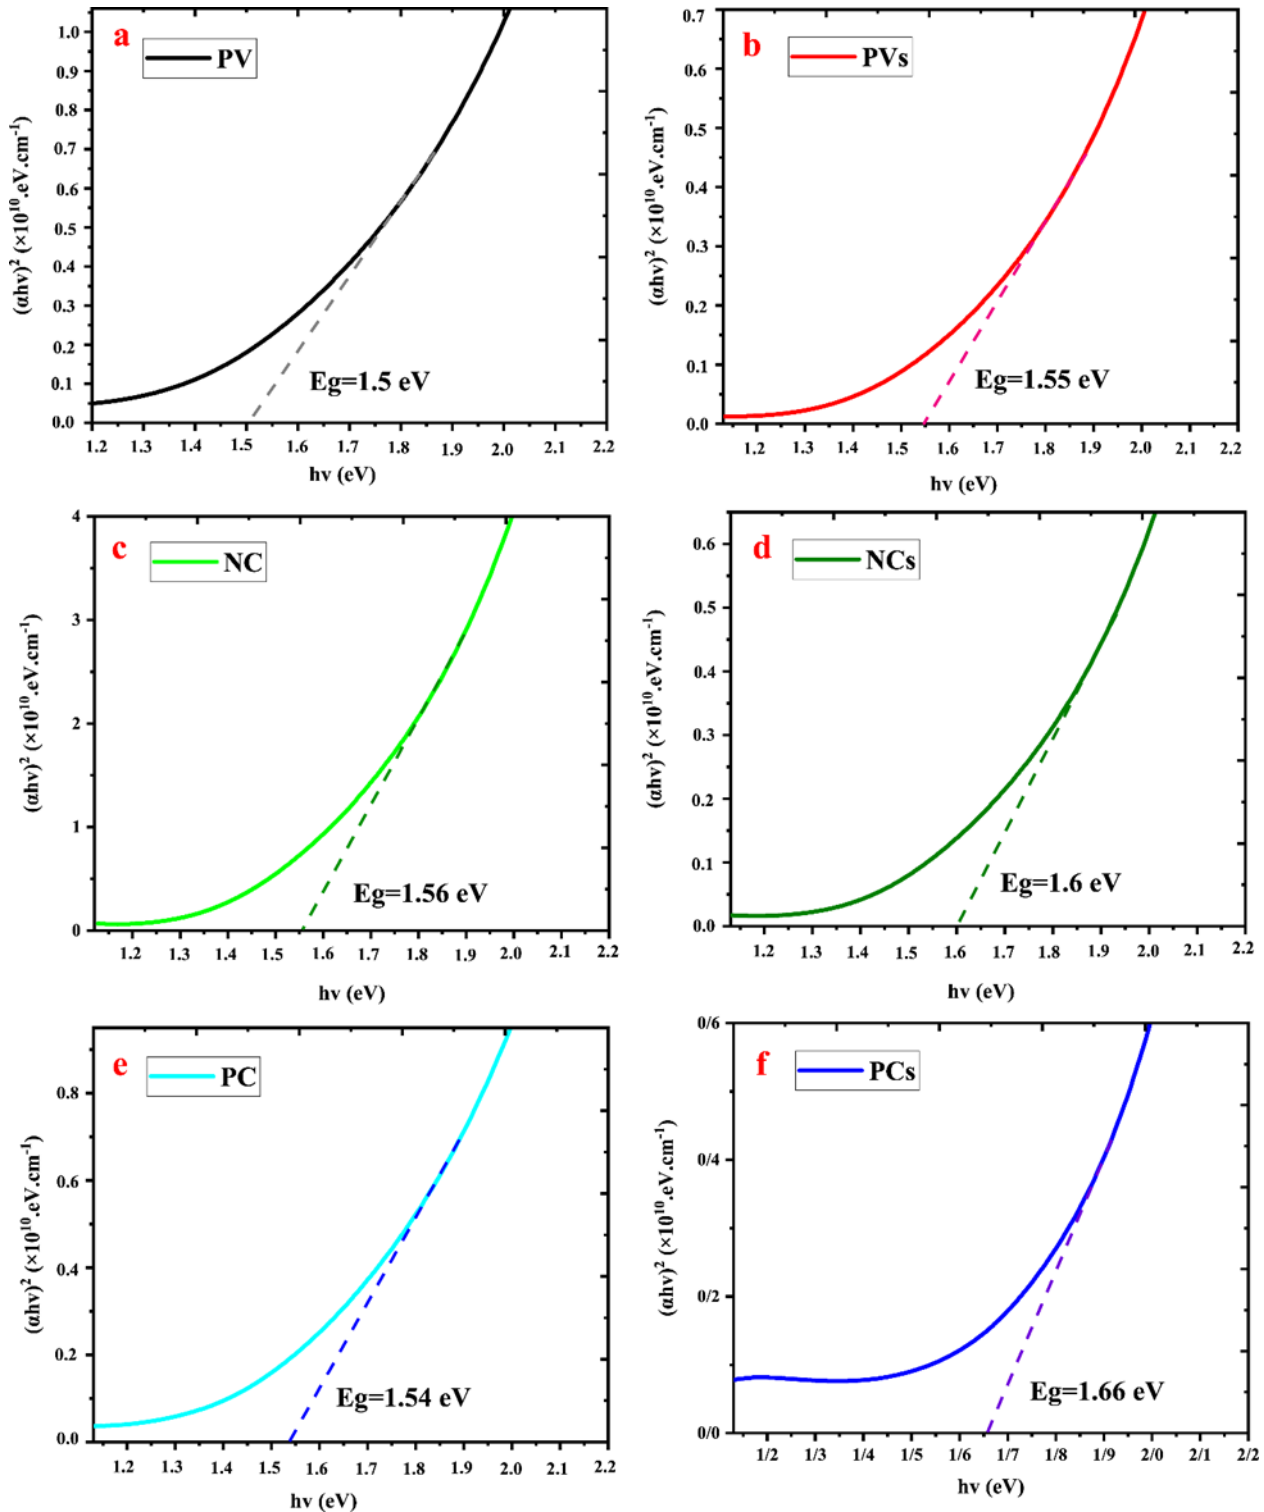 a
PV
1.0
0.9
0.8
0.7
0.6
0.5
0.4
0.3
0.2
0.1
0.0
(αhν)² (×10¹⁰.eV.cm⁻¹)
Eg=1.5 eV
1.2 1.3 1.4 1.5 1.6 1.7 1.8 1.9 2.0 2.1 2.2
hν (eV)
b
PVs
0.7
0.6
0.5
0.4
0.3
0.2
0.1
0.0
(αhν)² (×10¹⁰.eV.cm⁻¹)
Eg=1.55 eV
1.2 1.3 1.4 1.5 1.6 1.7 1.8 1.9 2.0 2.1 2.2
hν (eV)
c
NC
4
3
2
1
0
(αhν)² (×10¹⁰.eV.cm⁻¹)
Eg=1.56 eV
1.2 1.3 1.4 1.5 1.6 1.7 1.8 1.9 2.0 2.1 2.2
hν (eV)
d
NCs
0.6
0.5
0.4
0.3
0.2
0.1
0.0
(αhν)² (×10¹⁰.eV.cm⁻¹)
Eg=1.6 eV
1.2 1.3 1.4 1.5 1.6 1.7 1.8 1.9 2.0 2.1 2.2
hν (eV)
e
PC
0.8
0.6
0.4
0.2
0.0
(αhν)² (×10¹⁰.eV.cm⁻¹)
Eg=1.54 eV
1.2 1.3 1.4 1.5 1.6 1.7 1.8 1.9 2.0 2.1 2.2
hν (eV)
f
PCs
0/6
0/4
0/2
0/0
(αhν)² (×10¹⁰.eV.cm⁻¹)
Eg=1.66 eV
1/2 1/3 1/4 1/5 1/6 1/7 1/8 1/9 2/0 2/1 2/2
hν (eV)